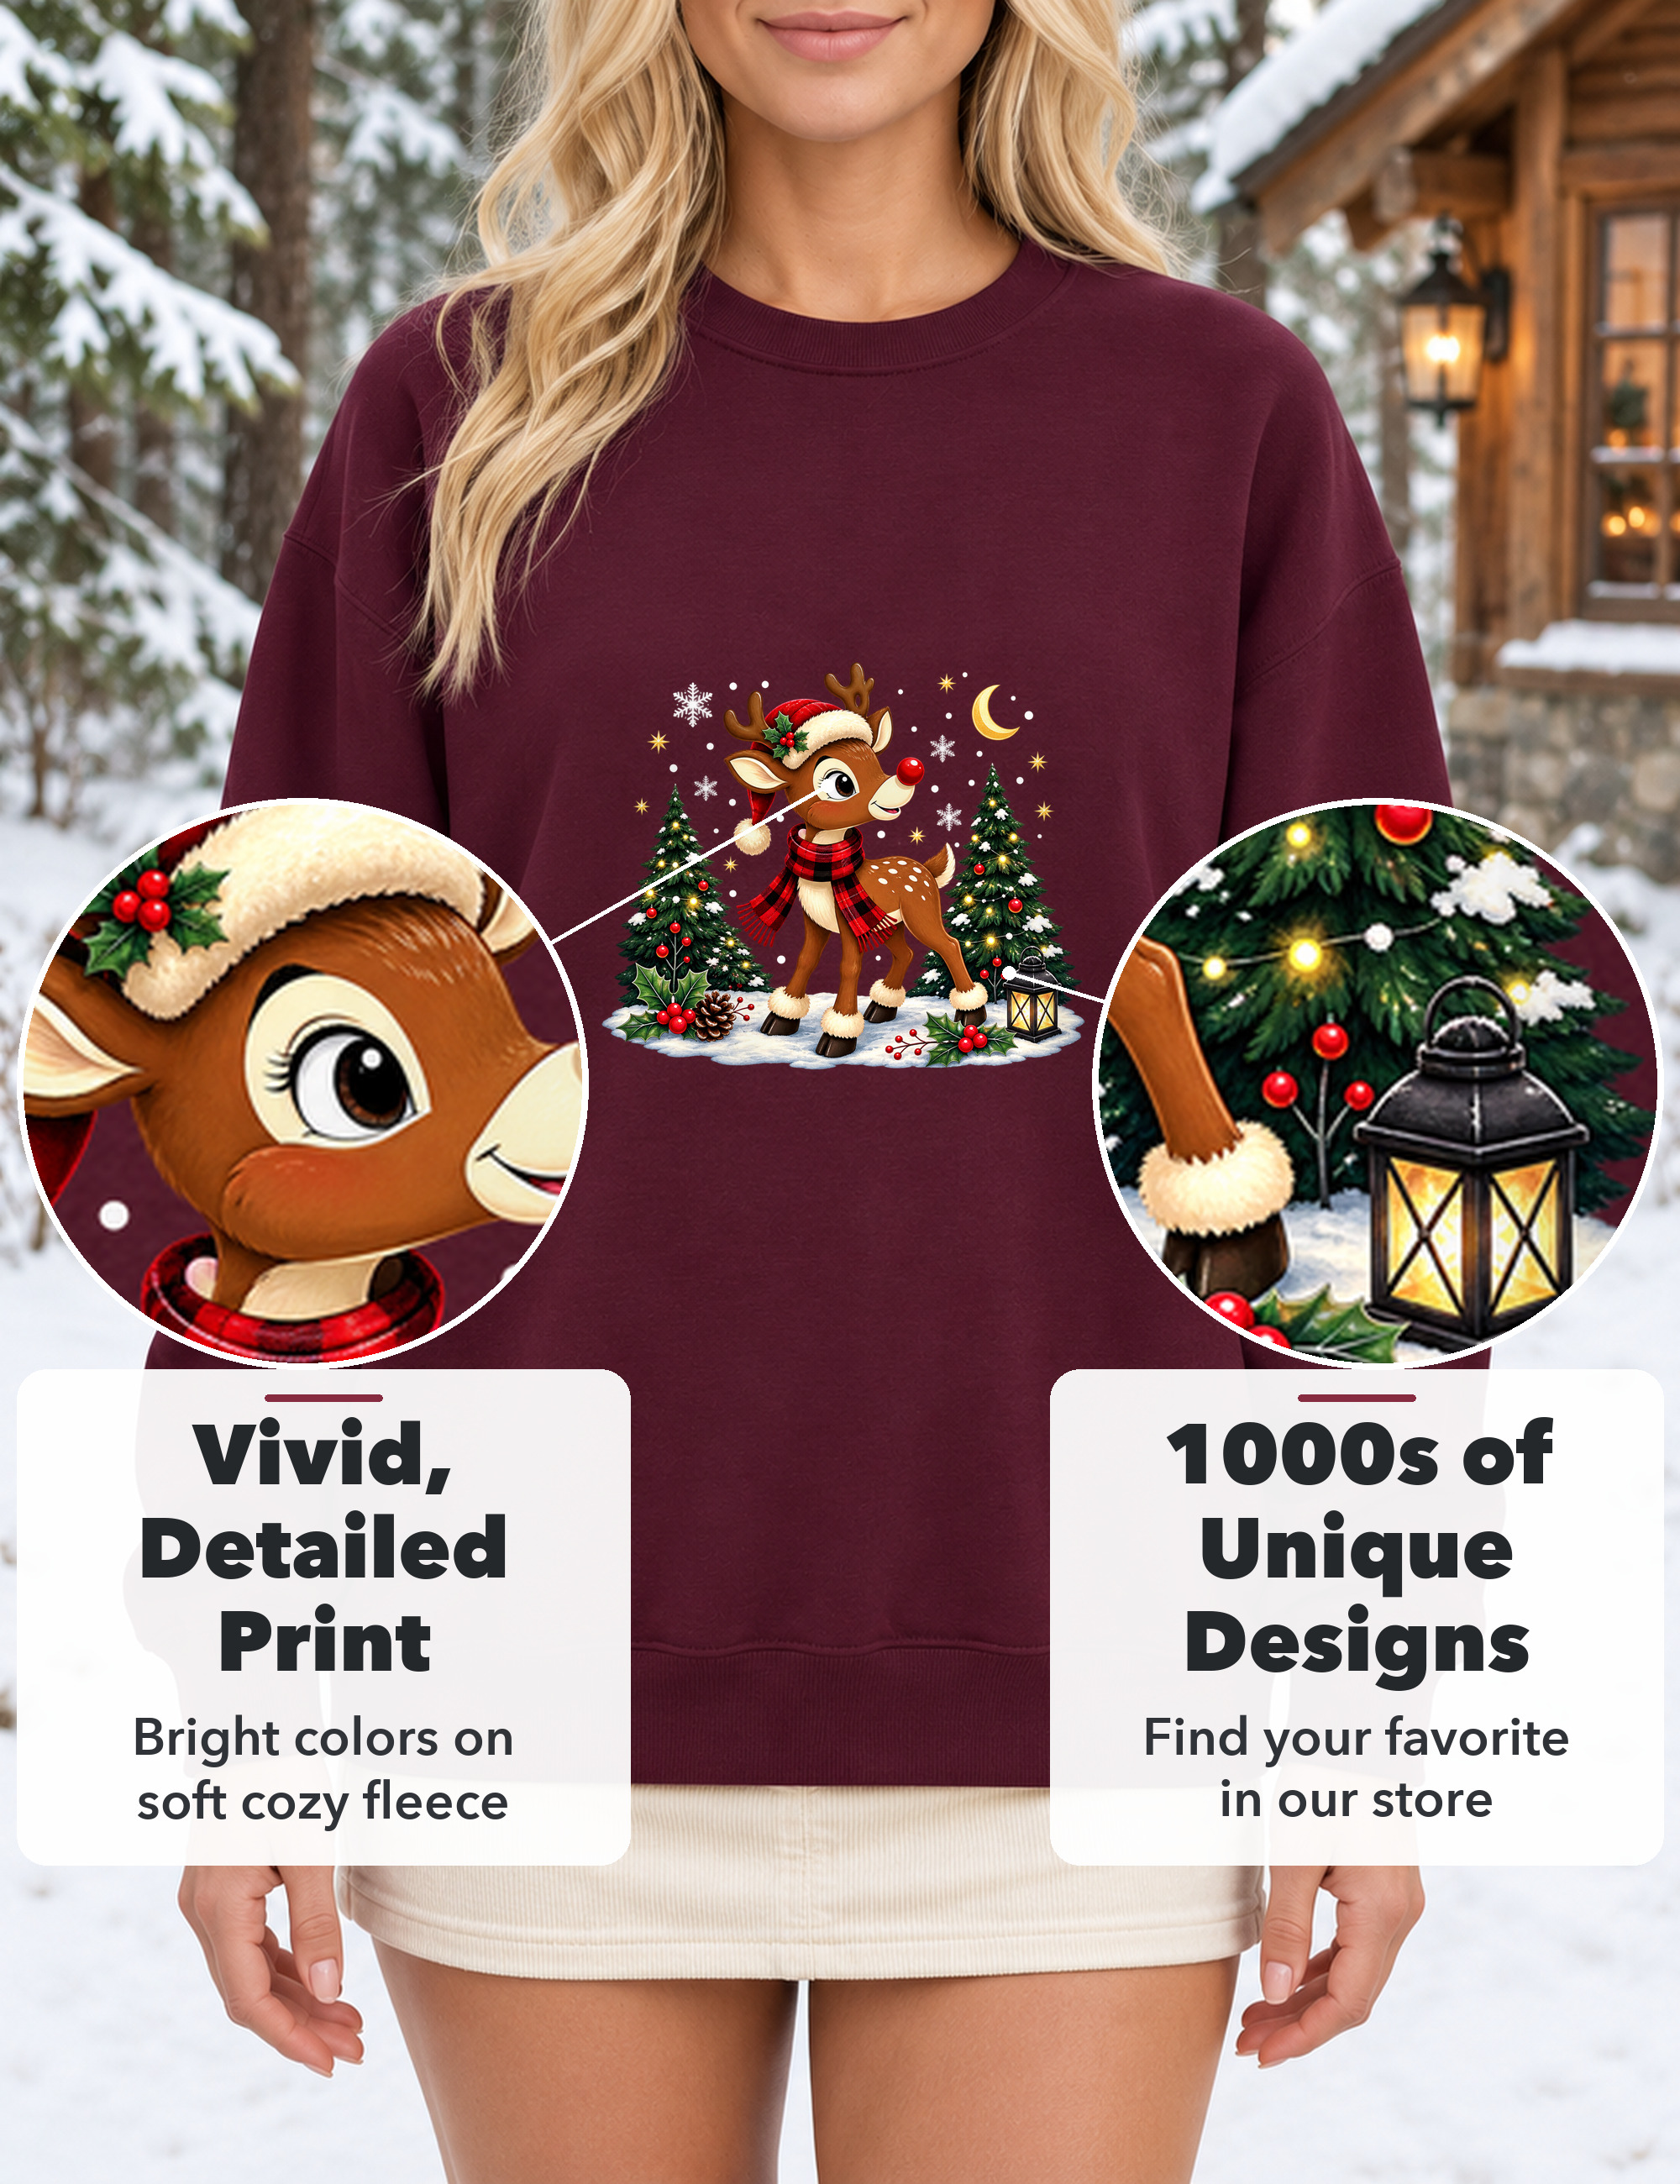 Vivid,
Detailed
Print
Bright colors on
soft cozy fleece
1000s of
Unique
Designs
Find your favorite
in our store